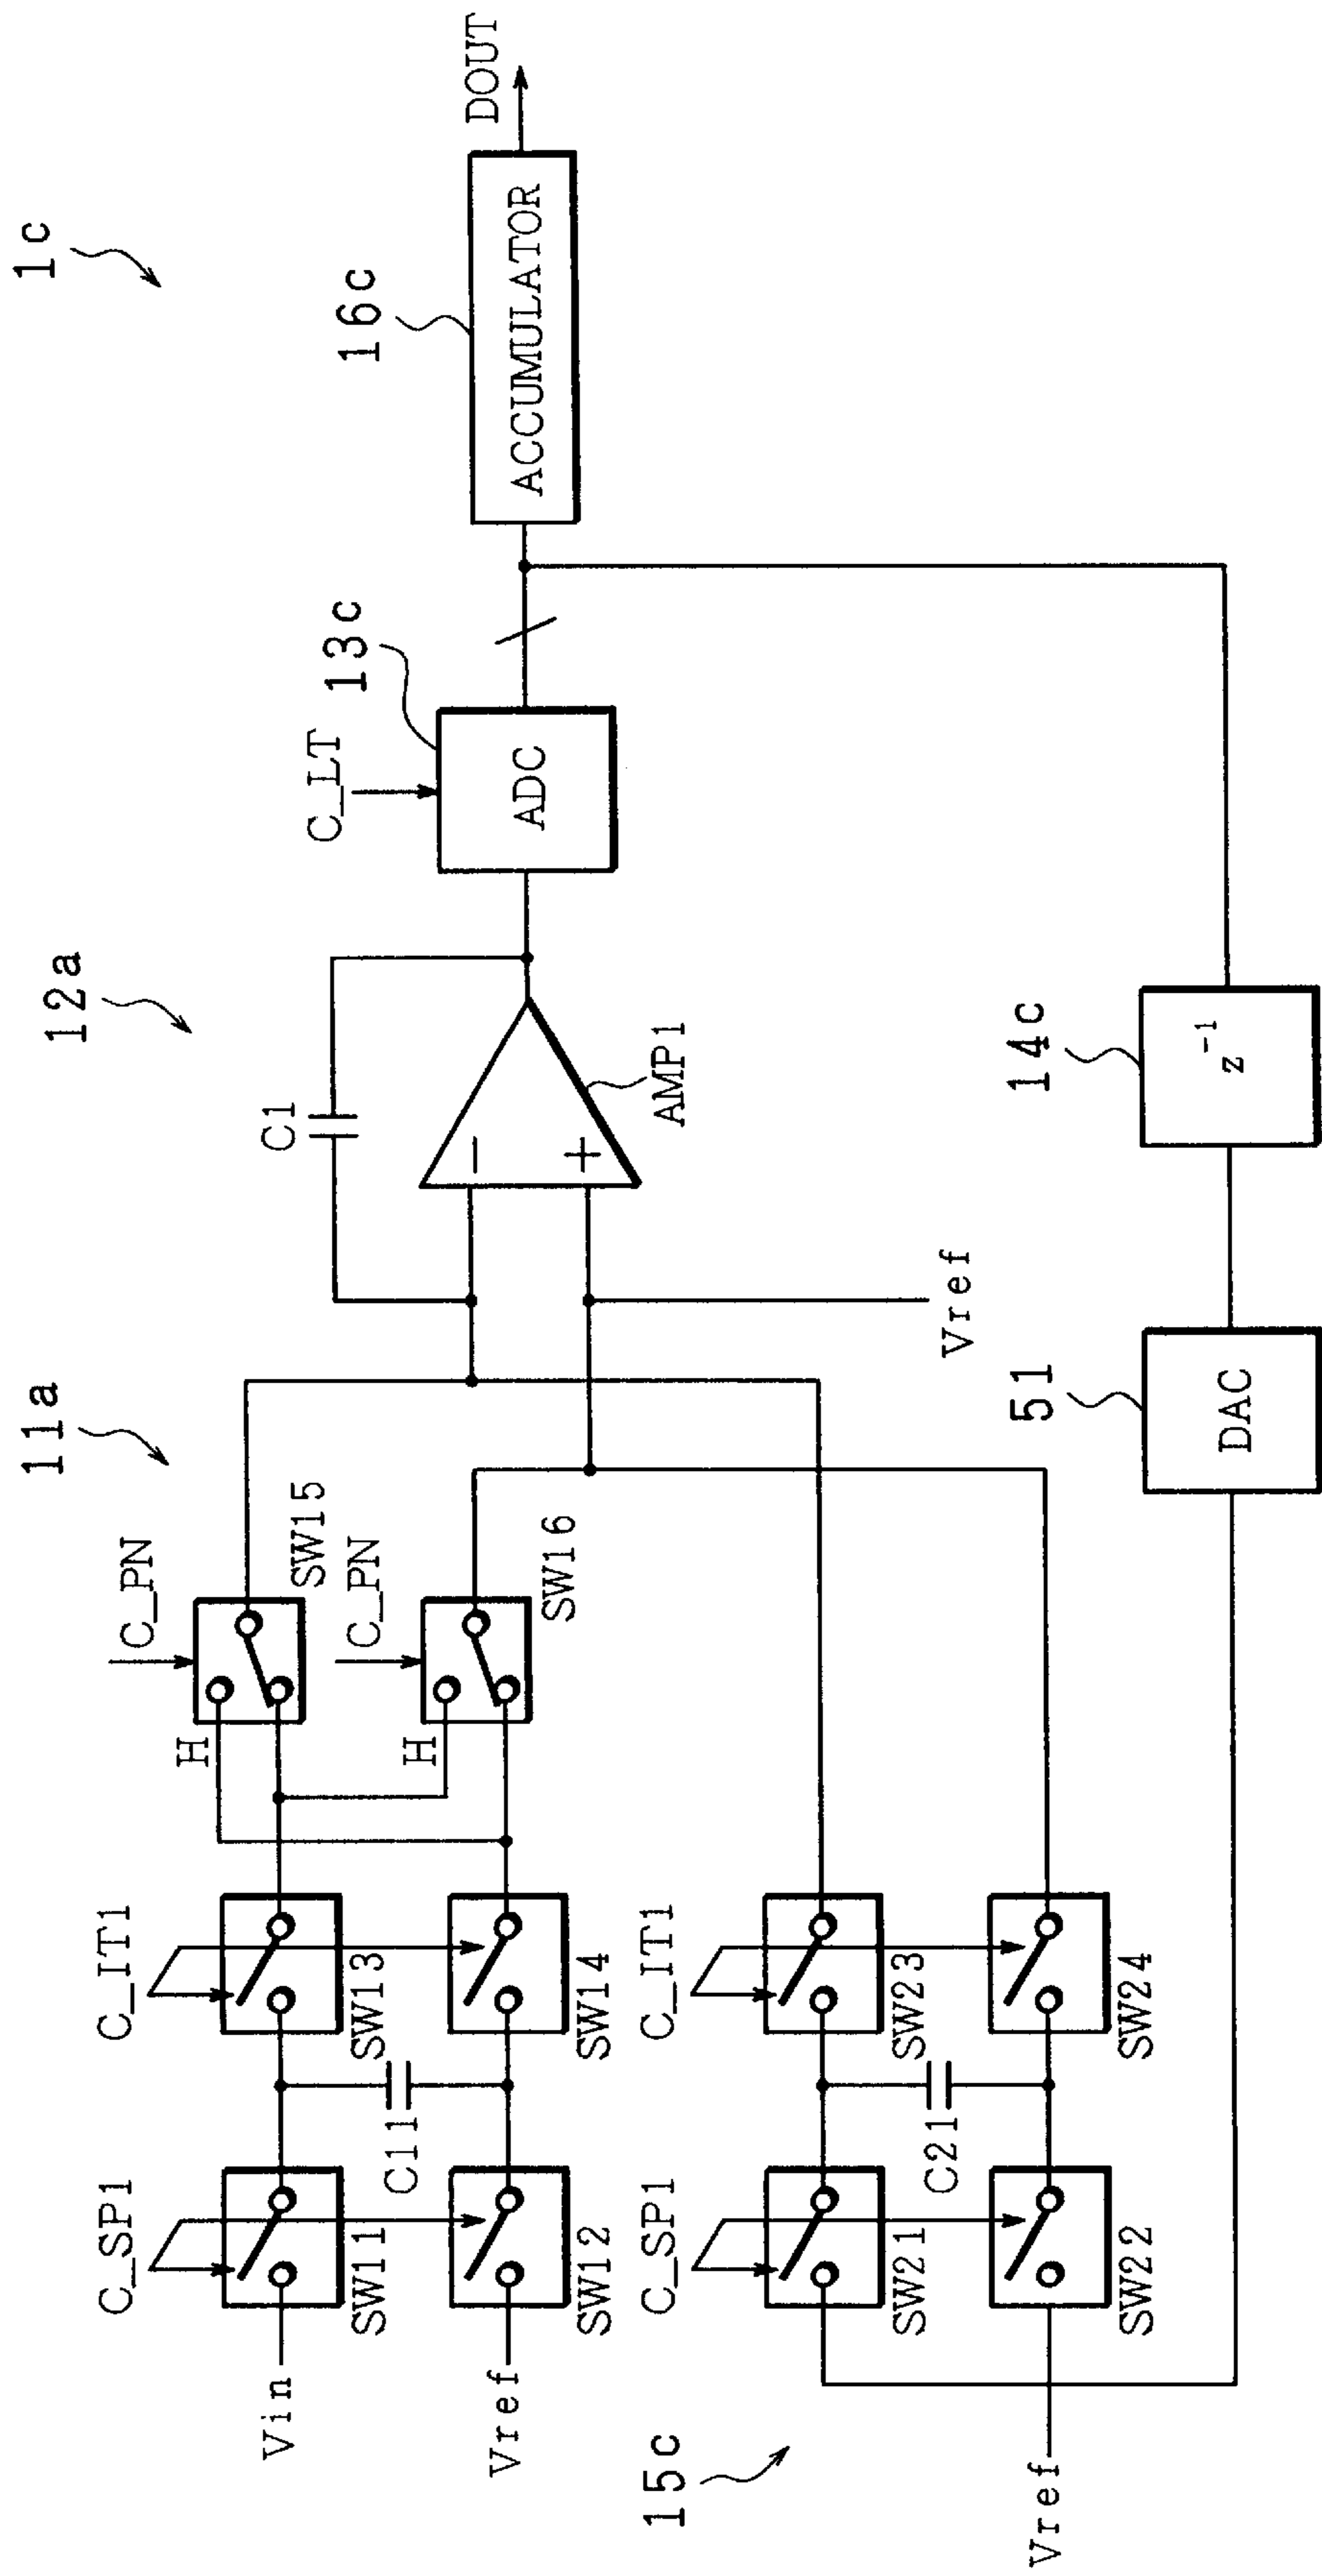 1c
12a
11a
16c
13c
C_LT
ACCUMULATOR
DOUT
ADC
C1
AMP1
−
+
Vref
C_PN
SW15
H
C_PN
SW16
H
C_IT1
SW13
SW14
C11
C_SP1
SW11
SW12
Vin
Vref
C_IT1
SW23
SW24
C21
C_SP1
SW21
SW22
15c
Vref
14c
z⁻¹
51
DAC